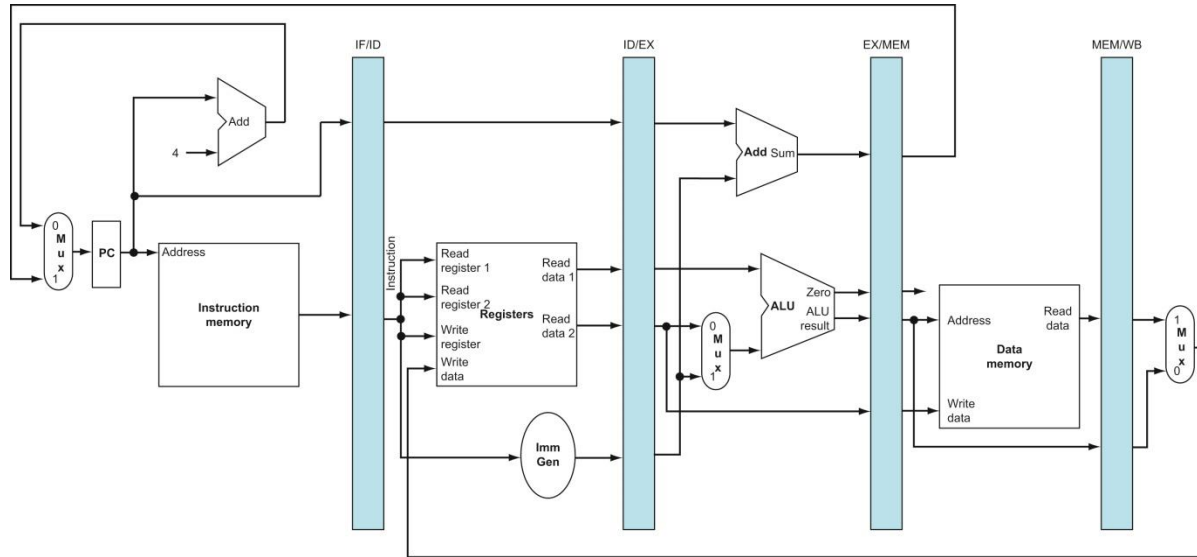 IF/ID
ID/EX
EX/MEM
MEM/WB
Add
4
Add Sum
0
M
u
x
1
PC
Address
Instruction
memory
Instruction
Read
register 1
Read
register 2
Write
register
Write
data
Registers
Read
data 1
Read
data 2
Imm
Gen
0
M
u
x
1
ALU
Zero
ALU
result
Address
Read
data
Data
memory
Write
data
1
M
u
x
0